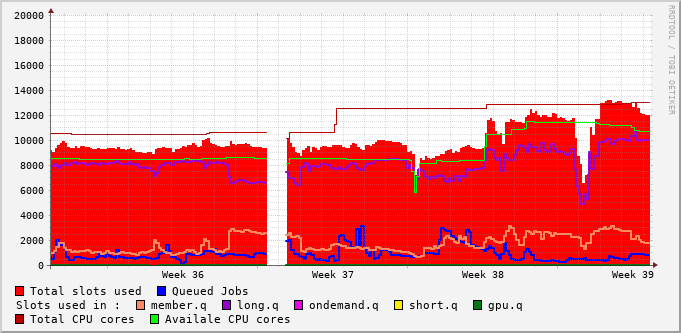 20000
18000
16000
14000
12000
10000
8000
6000
4000
2000
0
Week 36 Week 37 Week 38 Week 39
RRDTOOL / TOBI OETIKER
Total slots used Queued Jobs
Slots used in : member.q long.q ondemand.q short.q gpu.q
Total CPU cores Availale CPU cores